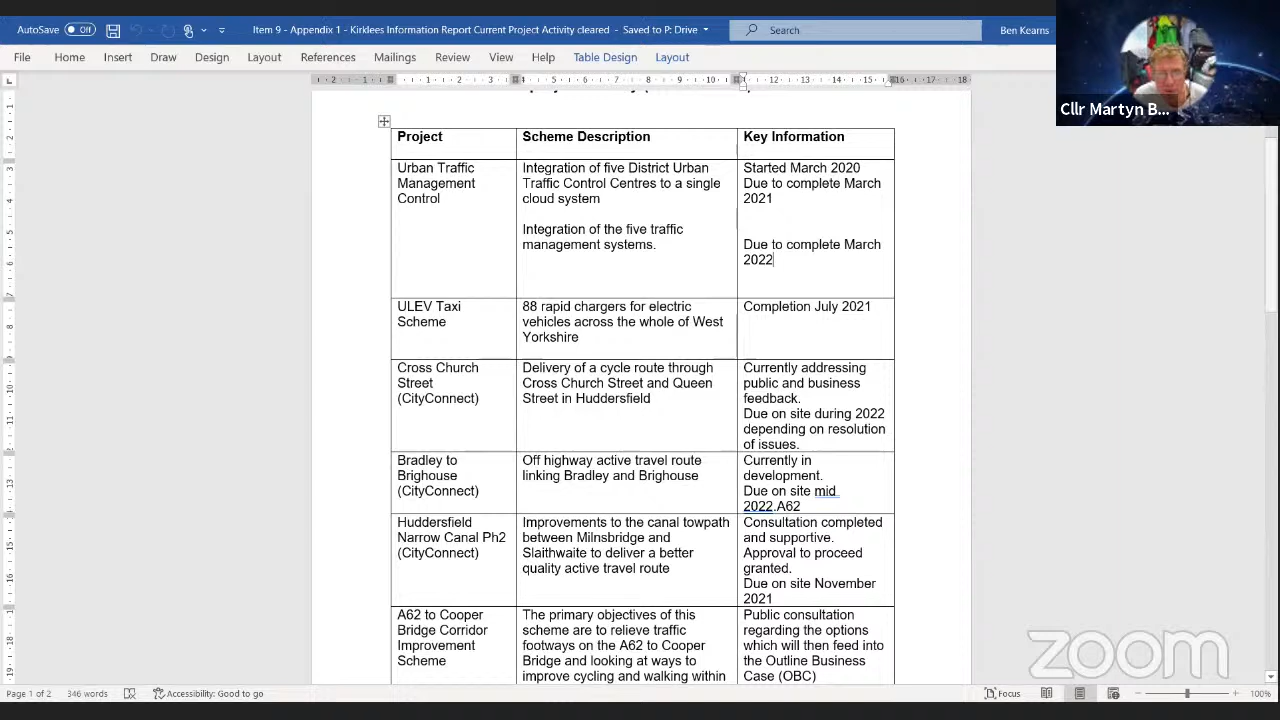 AutoSave Off
Item 9 - Appendix 1 - Kirklees Information Report Current Project Activity cleared - Saved to P: Drive
Search
Ben Kearns
File Home Insert Draw Design Layout References Mailings Review View Help Table Design Layout
Cllr Martyn B...
Project Scheme Description Key Information
Urban Traffic Integration of five District Urban Started March 2020
Management Traffic Control Centres to a single Due to complete March
Control cloud system 2021
Integration of the five traffic
management systems. Due to complete March
2022
ULEV Taxi 88 rapid chargers for electric Completion July 2021
Scheme vehicles across the whole of West
Yorkshire
Cross Church Delivery of a cycle route through Currently addressing
Street Cross Church Street and Queen public and business
(CityConnect) Street in Huddersfield feedback.
Due on site during 2022
depending on resolution
of issues.
Bradley to Off highway active travel route Currently in
Brighouse linking Bradley and Brighouse development.
(CityConnect) Due on site mid
2022.A62
Huddersfield Improvements to the canal towpath Consultation completed
Narrow Canal Ph2 between Milnsbridge and and supportive.
(CityConnect) Slaithwaite to deliver a better Approval to proceed
quality active travel route granted.
Due on site November
2021
A62 to Cooper The primary objectives of this Public consultation
Bridge Corridor scheme are to relieve traffic regarding the options
Improvement footways on the A62 to Cooper which will then feed into
Scheme Bridge and looking at ways to the Outline Business
improve cycling and walking within Case (OBC)
zoom
Page 1 of 2 346 words Accessibility: Good to go Focus 100%